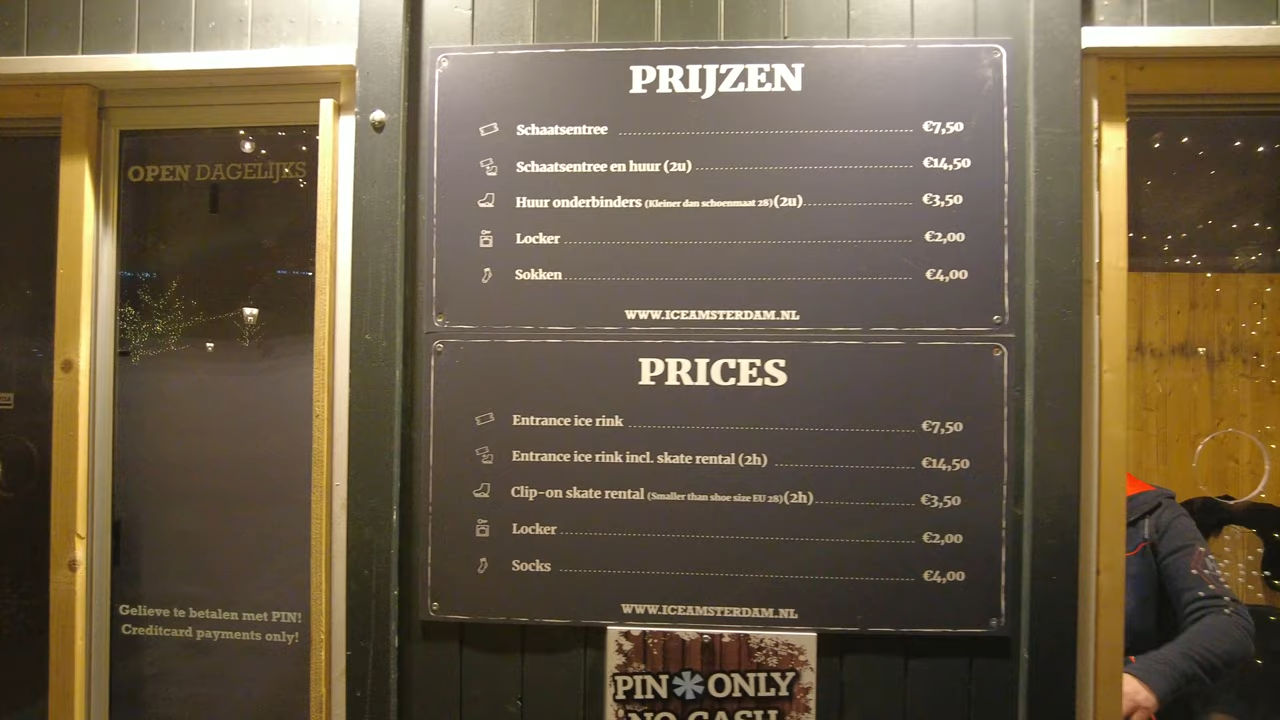 OPEN DAGELIJKS
Gelieve te betalen met PIN!
Creditcard payments only!
PRIJZEN
Schaatsentree €7,50
Schaatsentree en huur (2u) €14,50
Huur onderbinders (Kleiner dan schoenmaat 28)(2u) €3,50
Locker €2,00
Sokken €4,00
WWW.ICEAMSTERDAM.NL
PRICES
Entrance ice rink €7,50
Entrance ice rink incl. skate rental (2h) €14,50
Clip-on skate rental (Smaller than shoe size EU 28)(2h) €3,50
Locker €2,00
Socks €4,00
WWW.ICEAMSTERDAM.NL
PIN*ONLY
NO CASH